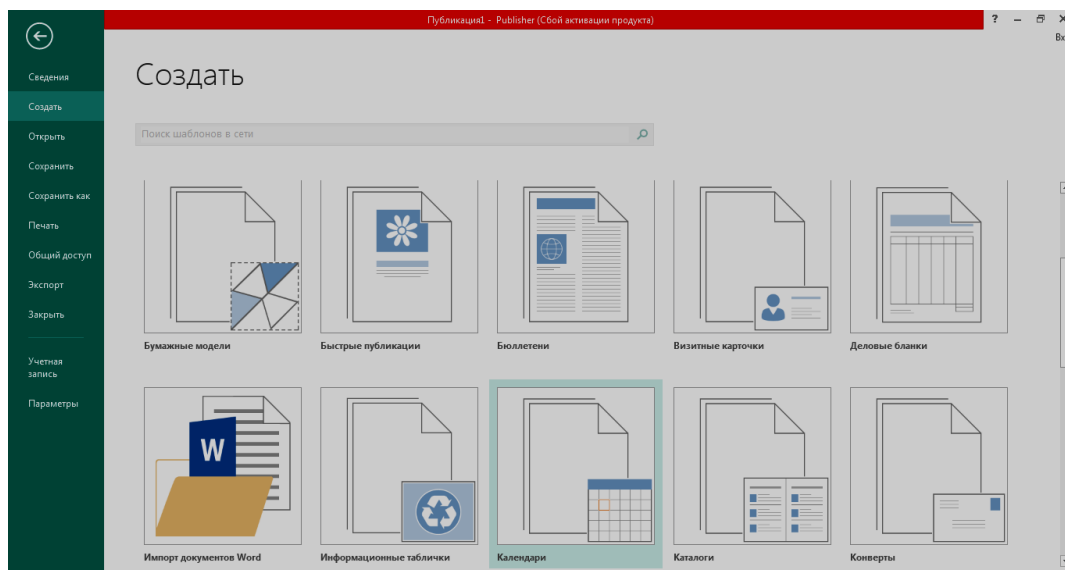 Публикация1 - Publisher (Сбой активации продукта)
?
Сведения
Создать
Открыть
Сохранить
Сохранить как
Печать
Общий доступ
Экспорт
Закрыть
Учетная
запись
Параметры
Создать
Поиск шаблонов в сети
Бумажные модели
Быстрые публикации
Бюллетени
Визитные карточки
Деловые бланки
W
Импорт документов Word
Информационные таблички
Календари
Каталоги
Конверты